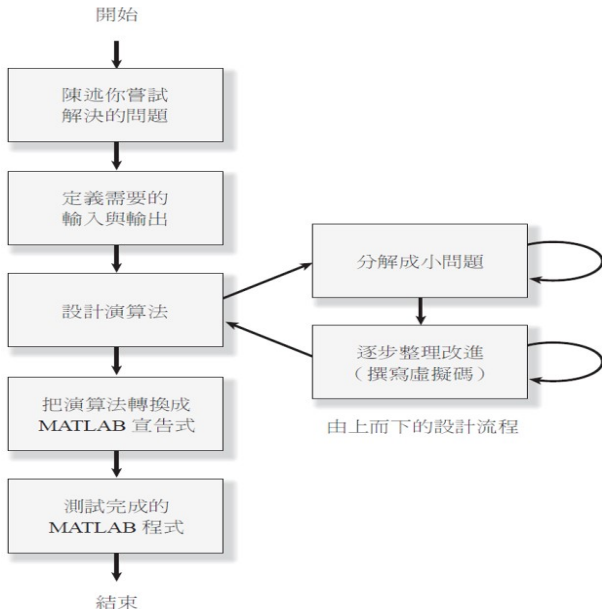 開始
陳述你嘗試
解決的問題
定義需要的
輸入與輸出
設計演算法
分解成小問題
逐步整理改進
（撰寫虛擬碼）
由上而下的設計流程
把演算法轉換成
MATLAB 宣告式
測試完成的
MATLAB 程式
結束